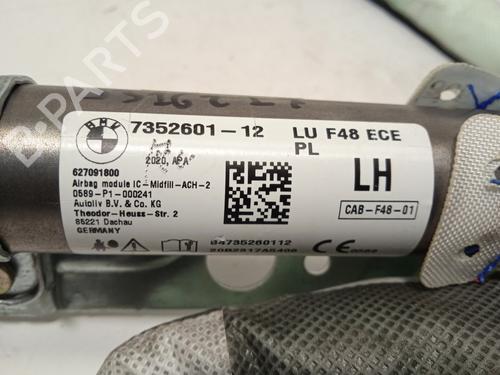 BMW
7352601-12
LU F48 ECE
PL
2020, APA
627091800
Airbag module IC-Midfill-ACH-2
0589-P1-000241
Autoliv B.V. & Co. KG
Theodor-Heuss-Str. 2
85221 Dachau
GERMANY
LH
CAB-F48-01
84735260112
B-PARTS